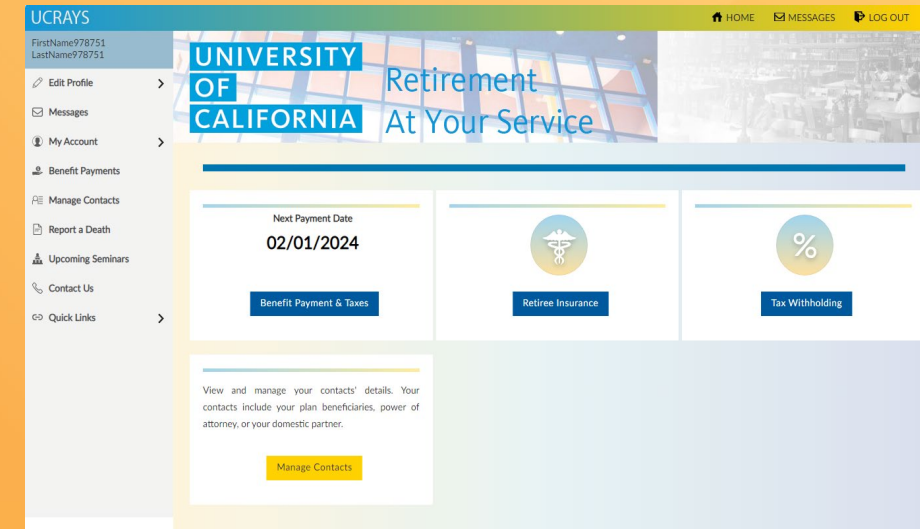 UCRAYS
HOME MESSAGES LOG OUT
FirstName978751
LastName978751
Edit Profile
Messages
My Account
Benefit Payments
Manage Contacts
Report a Death
Upcoming Seminars
Contact Us
Quick Links
UNIVERSITY
OF
CALIFORNIA
Retirement
At Your Service
Next Payment Date
02/01/2024
Benefit Payment & Taxes
Retiree Insurance
%
Tax Withholding
View and manage your contacts' details. Your
contacts include your plan beneficiaries, power of
attorney, or your domestic partner.
Manage Contacts